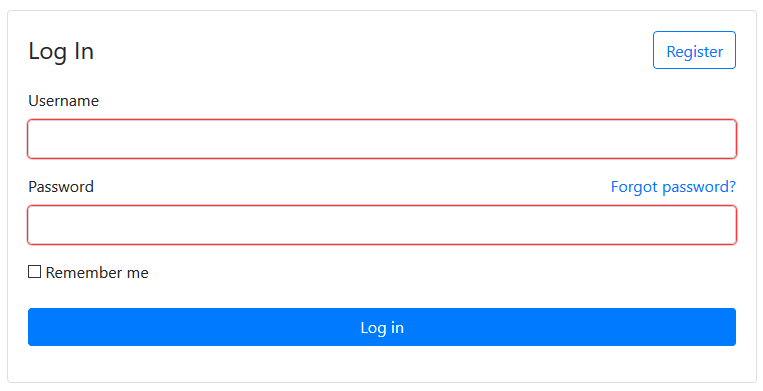 Log In
Register
Username
Password
Forgot password?
Remember me
Log in